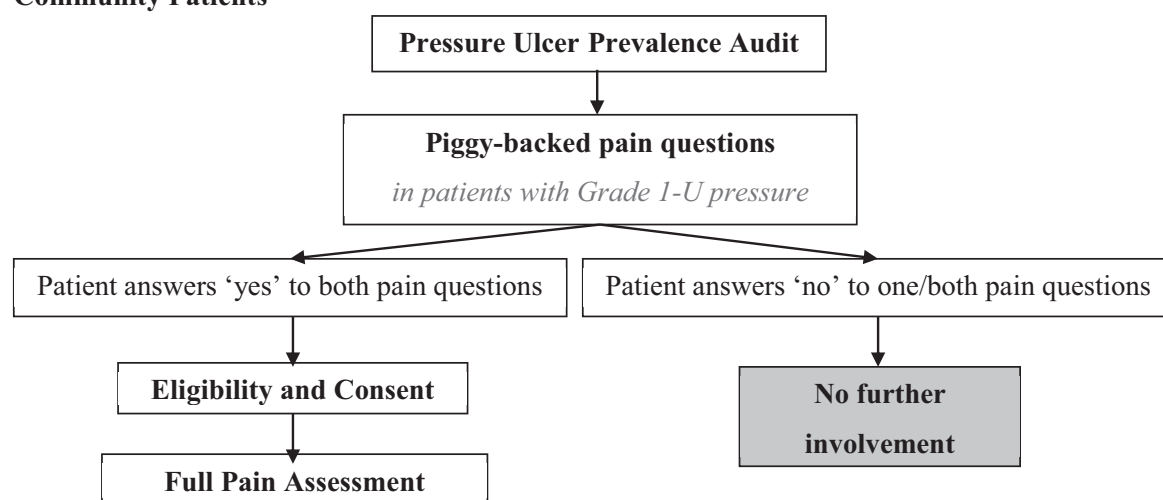 Community Patients
Pressure Ulcer Prevalence Audit
Piggy-backed pain questions
in patients with Grade 1-U pressure
Patient answers ‘yes’ to both pain questions
Patient answers ‘no’ to one/both pain questions
Eligibility and Consent
No further
involvement
Full Pain Assessment